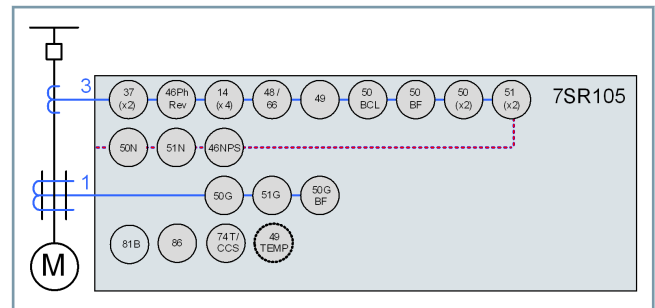 3
37 (x2)
46Ph Rev
14 (x4)
48/ 66
49
50 BCL
50 BF
50 (x2)
51 (x2)
7SR105
50N
51N
46NPS
1
50G
51G
50G BF
81B
86
74T/ CCS
49 TEMP
M